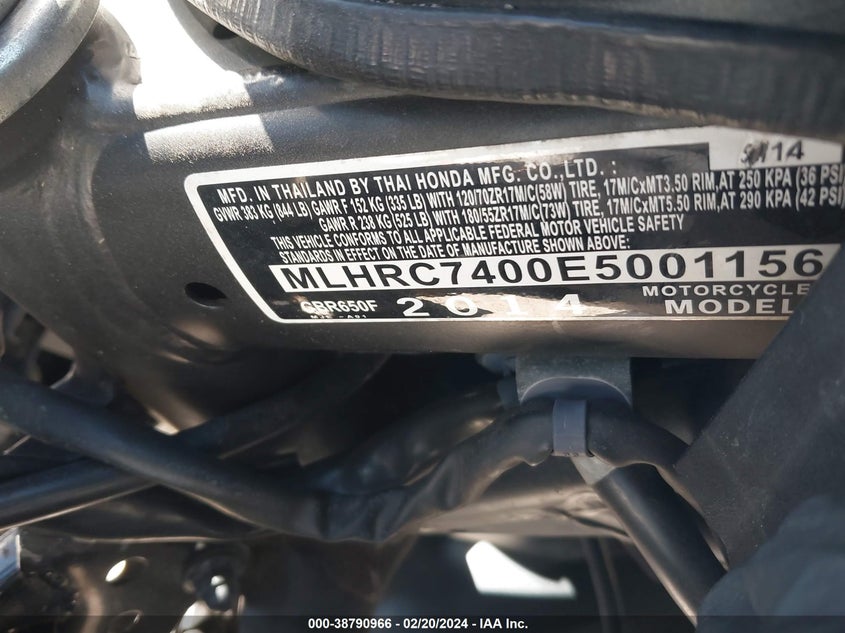 14
MFD. IN THAILAND BY THAI HONDA MFG. CO.,LTD. :
GVWR 383 KG (844 LB) GAWR F 152 KG (335 LB) WITH 120/70ZR17M/C(58W) TIRE, 17M/CxMT3.50 RIM,AT 250 KPA (36 PSI)
GAWR R 238 KG (525 LB) WITH 180/55ZR17M/C(73W) TIRE, 17M/CxMT5.50 RIM,AT 290 KPA (42 PSI)
THIS VEHICLE CONFORMS TO ALL APPLICABLE FEDERAL MOTOR VEHICLE SAFETY
STANDARDS IN EFFECT ON THE DATE OF MANUFACTURE SHOWN ABOVE:
MLHRC7400E5001156
CBR650F 2014 MOTORCYCLE
MODEL
000-38790966 - 02/20/2024 - IAA Inc.